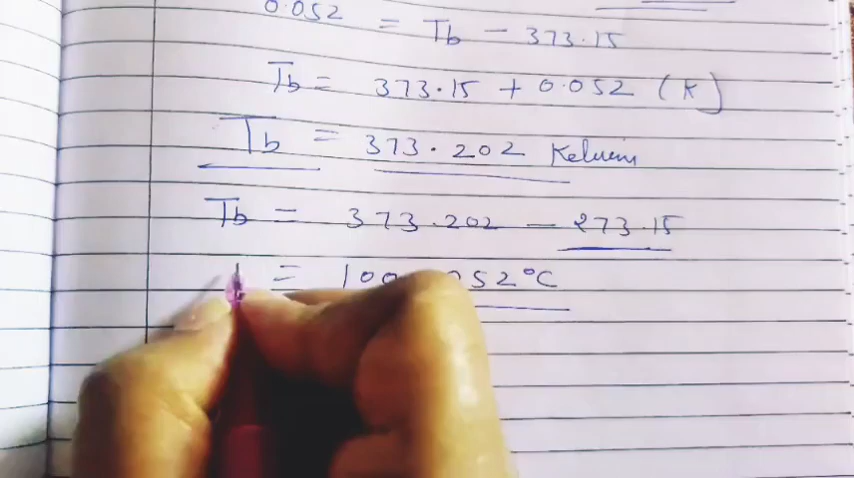 0.052 = Tb - 373.15
Tb = 373.15 + 0.052 (K)
Tb = 373.202 Kelvin
Tb = 373.202 - 273.15
= 100.052°C